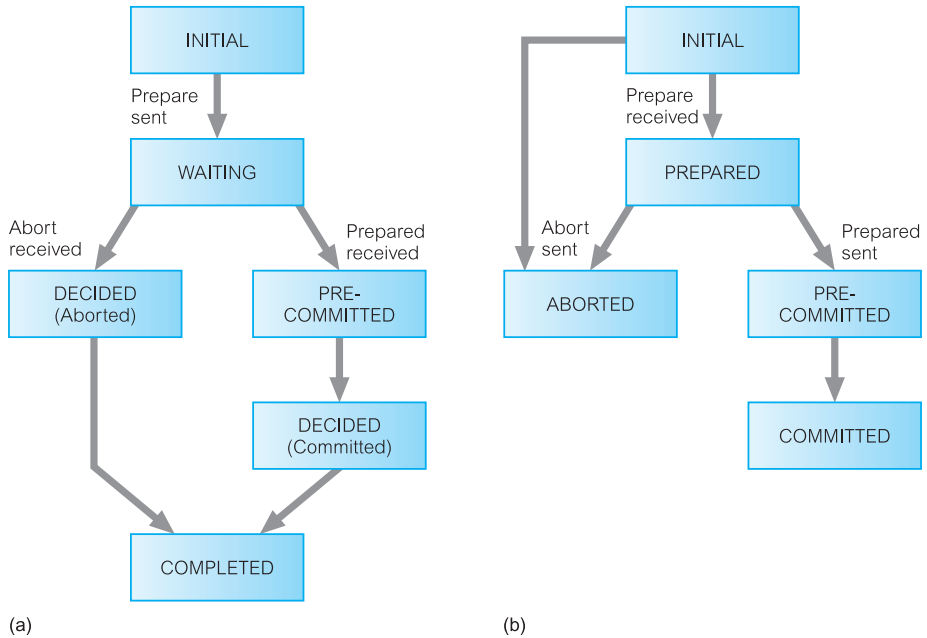 INITIAL
Prepare
sent
WAITING
Abort
received
Prepared
received
DECIDED
(Aborted)
PRE-
COMMITTED
DECIDED
(Committed)
COMPLETED
(a)
INITIAL
Prepare
received
PREPARED
Abort
sent
Prepared
sent
ABORTED
PRE-
COMMITTED
COMMITTED
(b)